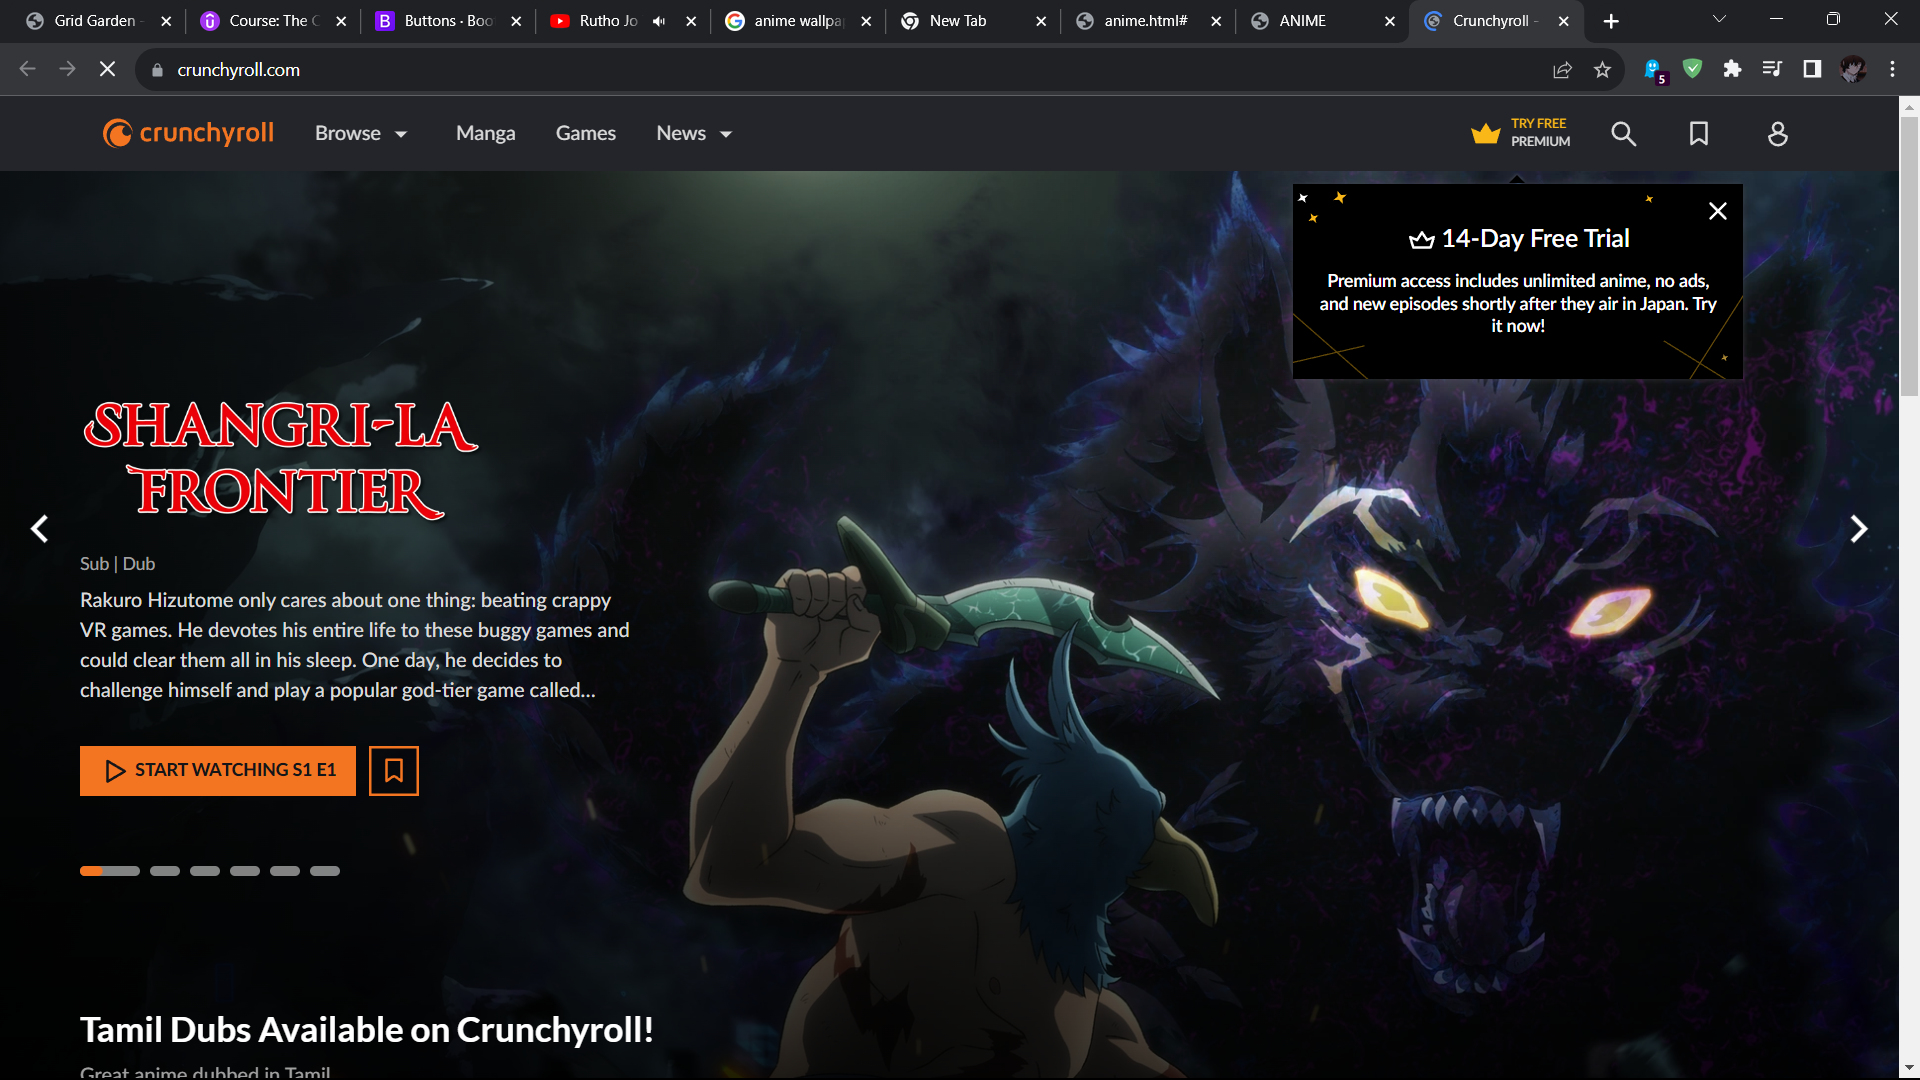 Grid Garden -
Course: The C
B Buttons · Boo
Rutho Jo
anime wallpa
New Tab
anime.html#
ANIME
Crunchyroll -
crunchyroll.com
5
crunchyroll
Browse
Manga
Games
News
TRY FREE
PREMIUM
14-Day Free Trial
Premium access includes unlimited anime, no ads,
and new episodes shortly after they air in Japan. Try
it now!
SHANGRI-LA
FRONTIER
Sub | Dub
Rakuro Hizutome only cares about one thing: beating crappy
VR games. He devotes his entire life to these buggy games and
could clear them all in his sleep. One day, he decides to
challenge himself and play a popular god-tier game called...
START WATCHING S1 E1
Tamil Dubs Available on Crunchyroll!
Great anime dubbed in Tamil